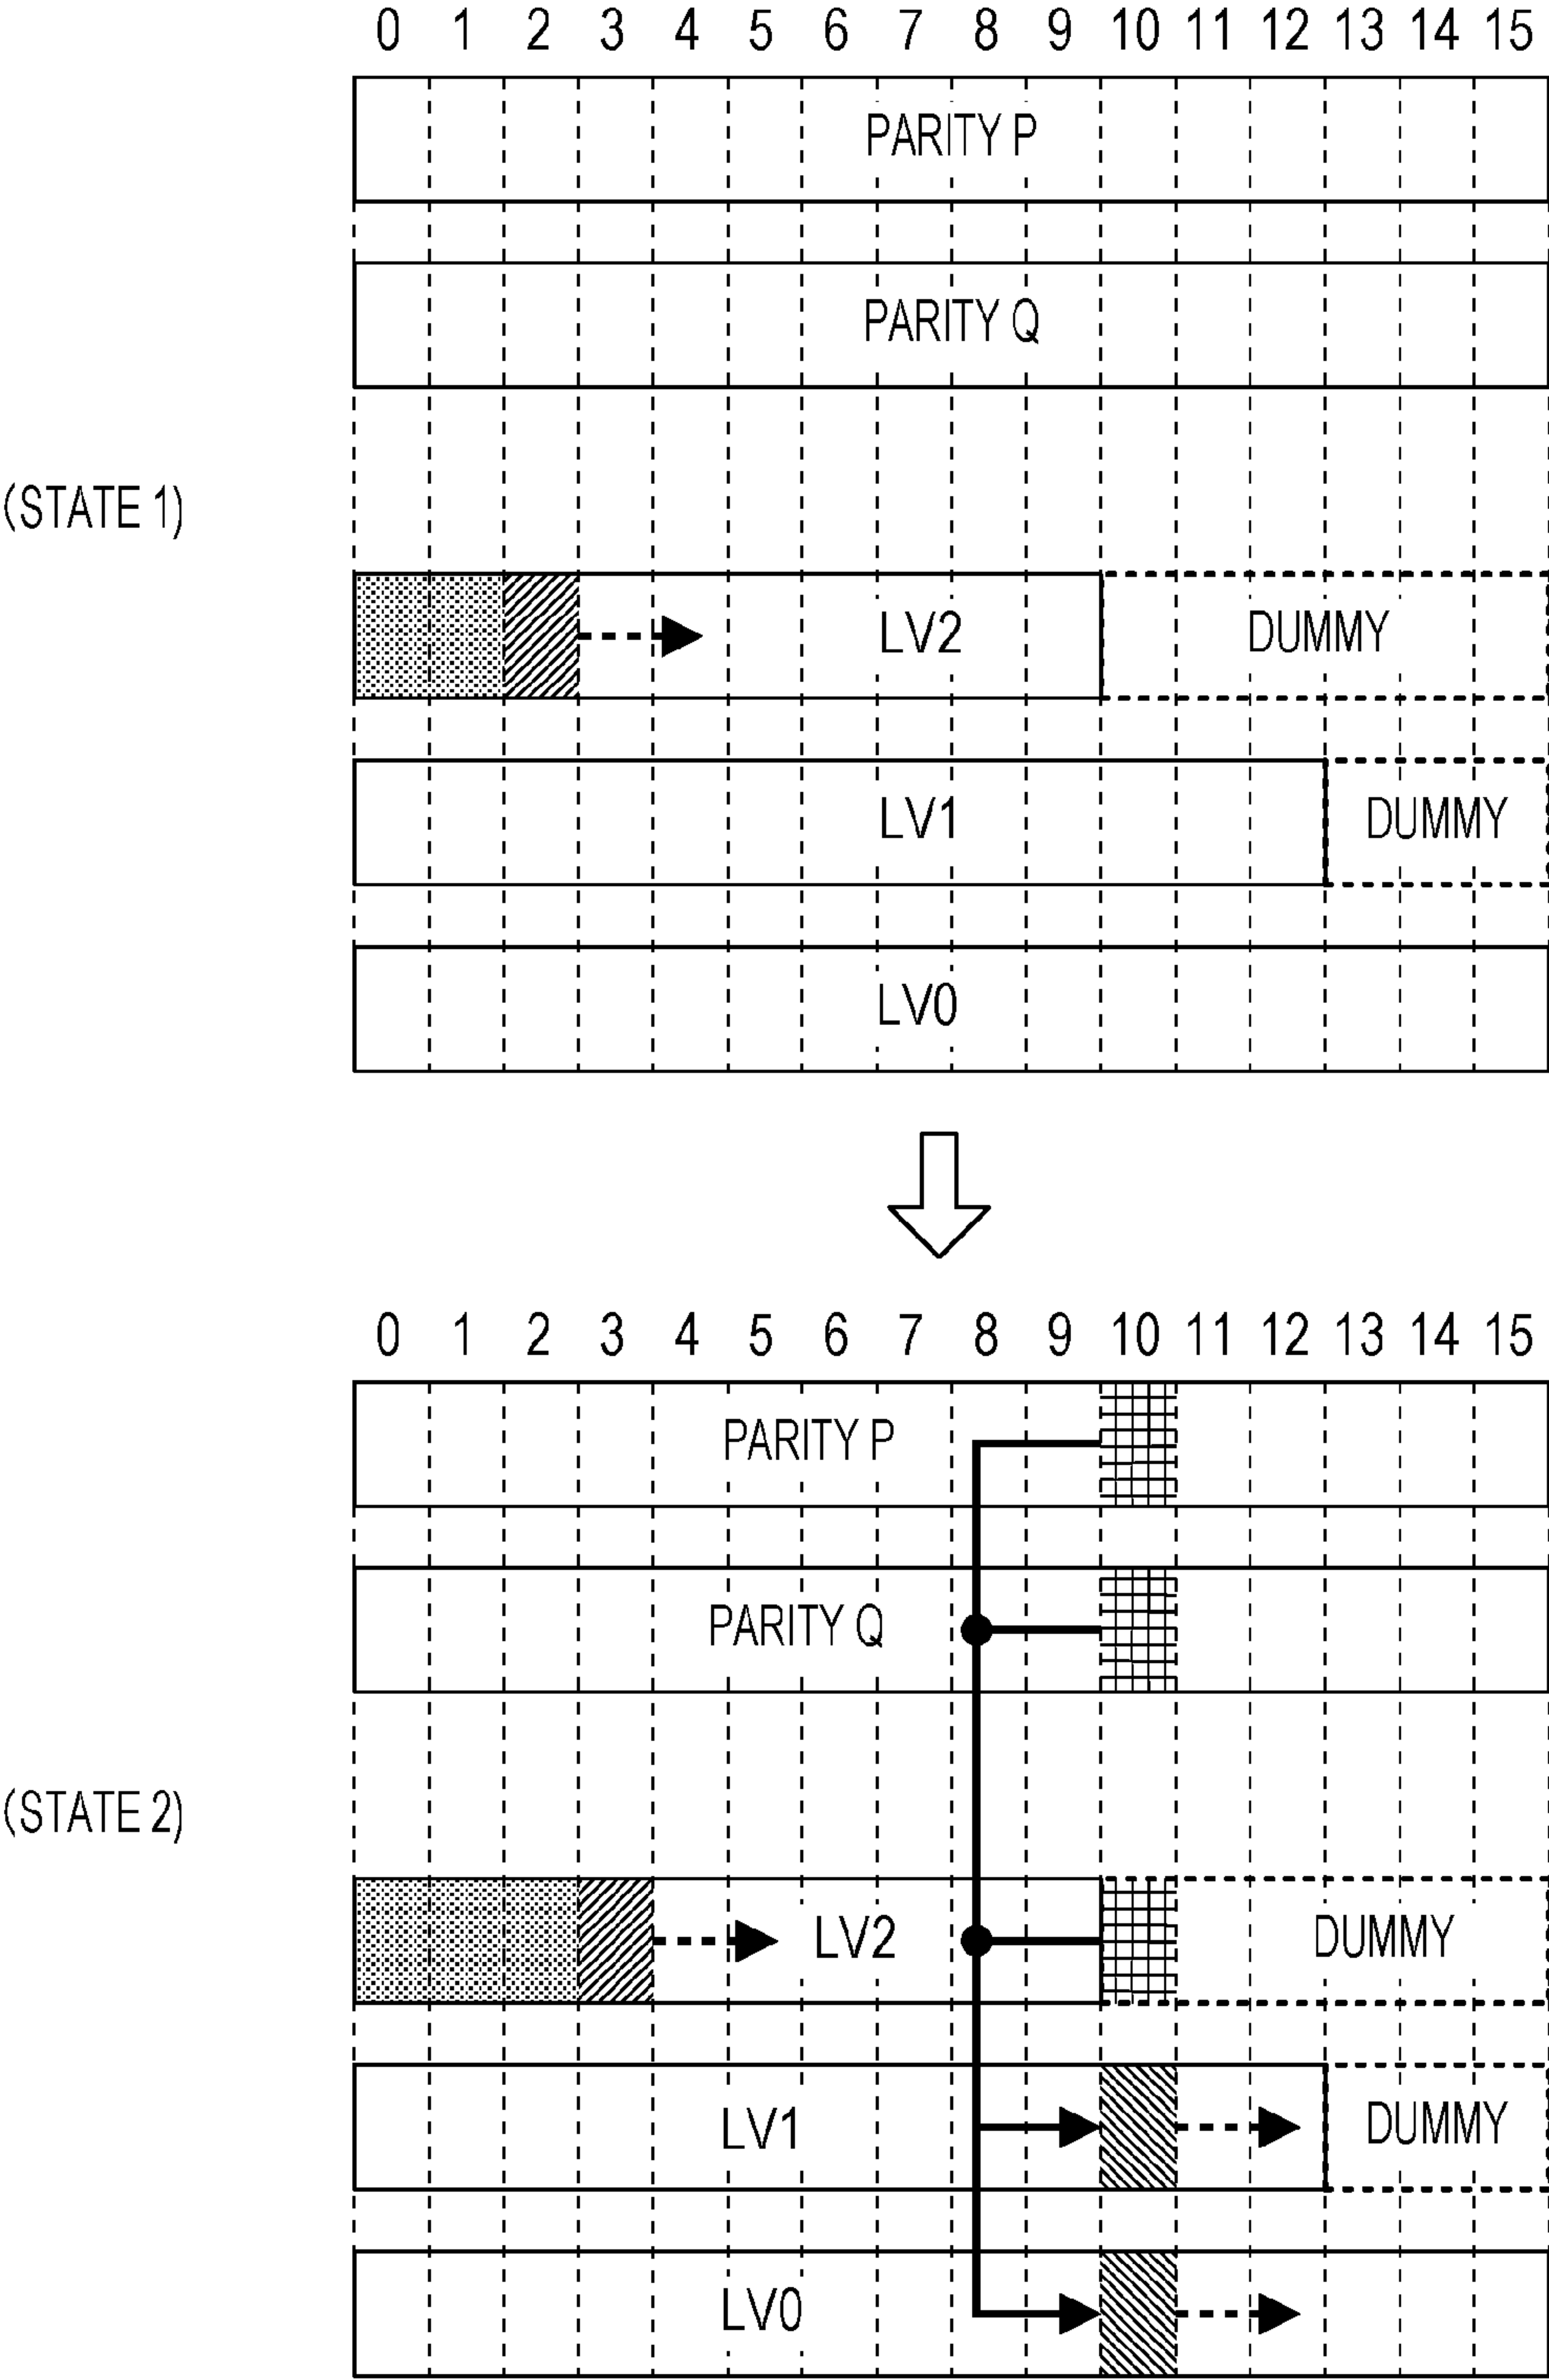 0 1 2 3 4 5 6 7 8 9 10 11 12 13 14 15
PARITY P
PARITY Q
(STATE 1)
LV2 DUMMY
LV1 DUMMY
LV0
0 1 2 3 4 5 6 7 8 9 10 11 12 13 14 15
PARITY P
PARITY Q
(STATE 2)
LV2 DUMMY
LV1 DUMMY
LV0